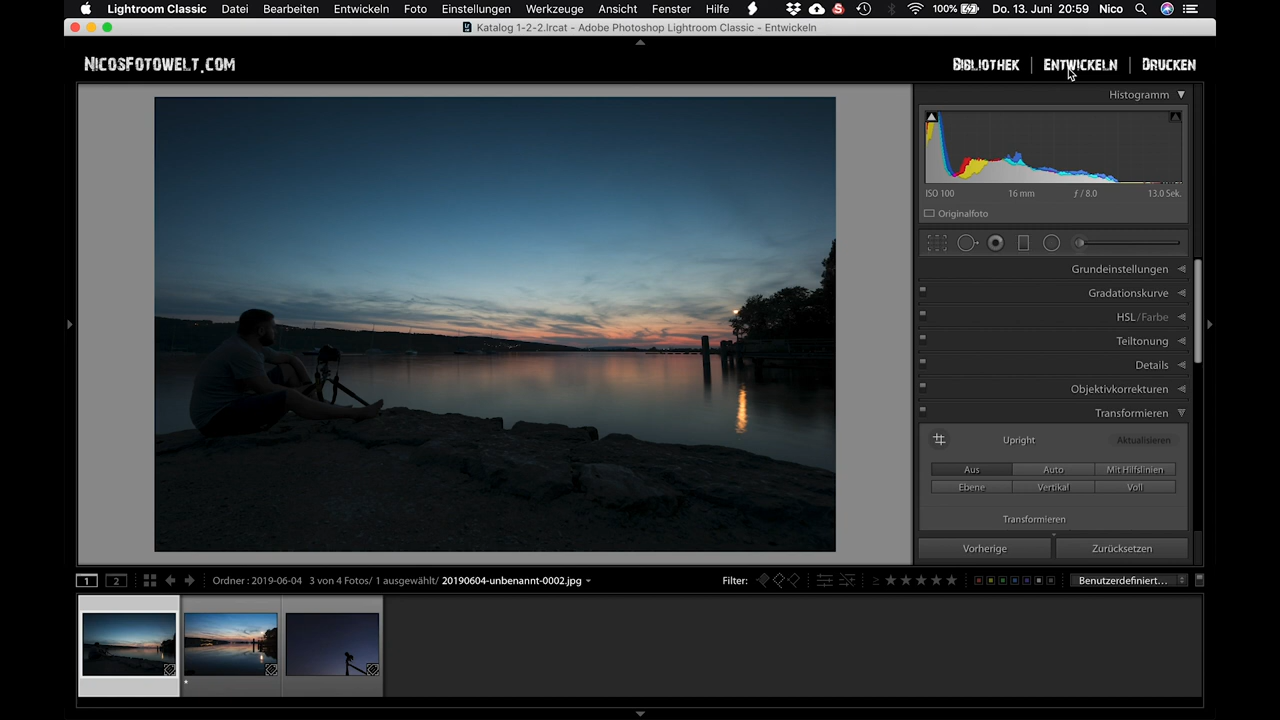 Lightroom Classic Datei Bearbeiten Entwickeln Foto Einstellungen Werkzeuge Ansicht Fenster Hilfe 100% Do. 13. Juni 20:59 Nico
Katalog 1-2-2.lrcat - Adobe Photoshop Lightroom Classic - Entwickeln
NicosFotowelt.com Bibliothek | Entwickeln | Drucken
Histogramm
ISO 100 16 mm ƒ / 8.0 13.0 Sek.
Originalfoto
Grundeinstellungen
Gradationskurve
HSL / Farbe
Teiltonung
Details
Objektivkorrekturen
Transformieren
Upright Aktualisieren
Aus Auto Mit Hilfslinien
Ebene Vertikal Voll
Transformieren
Vorherige Zurücksetzen
1 2 Ordner : 2019-06-04 3 von 4 Fotos/ 1 ausgewählt/ 20190604-unbenannt-0002.jpg Filter: ≥ Benutzerdefiniert...